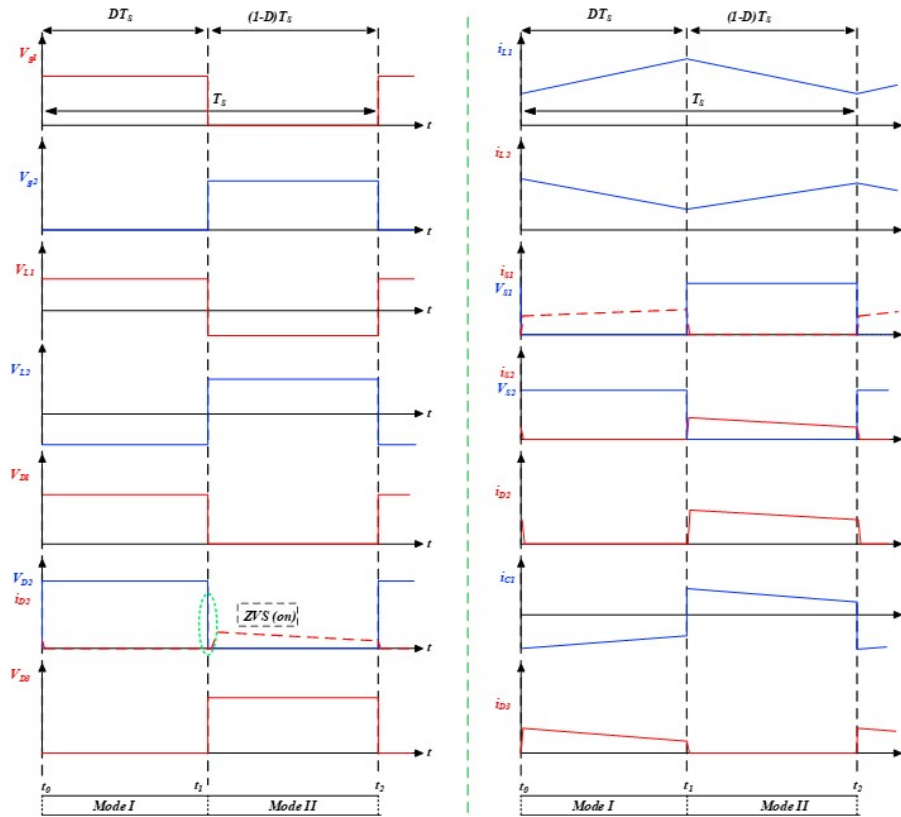 DTs (1-D)Ts
Vg1
Ts
t
Vg2
t
VL1
t
VL2
t
VD1
t
VD2
iD2
ZVS (on)
t
VD3
t
t0 t1 t2
Mode I Mode II
DTs (1-D)Ts
iL1
Ts
iL2
iS1
VS1
iS2
VS2
iD2
iC1
iD3
t0 t1 t2
Mode I Mode II